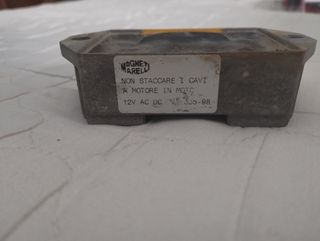 MAGNETI
MARELLI
NON STACCARE I CAVI
A MOTORE IN MOTO
12V AC DC